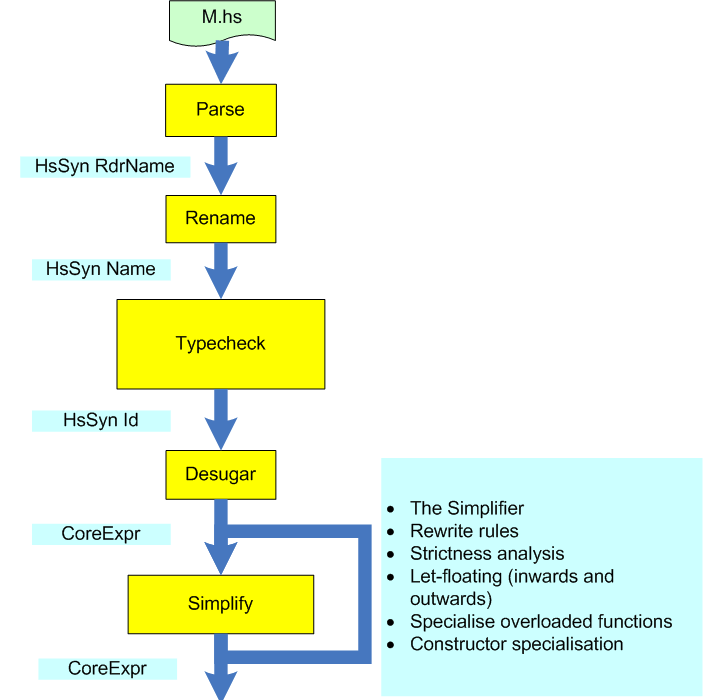 M.hs
Parse
HsSyn RdrName
Rename
HsSyn Name
Typecheck
HsSyn Id
Desugar
CoreExpr
Simplify
CoreExpr
• The Simplifier
• Rewrite rules
• Strictness analysis
• Let-floating (inwards and
outwards)
• Specialise overloaded functions
• Constructor specialisation